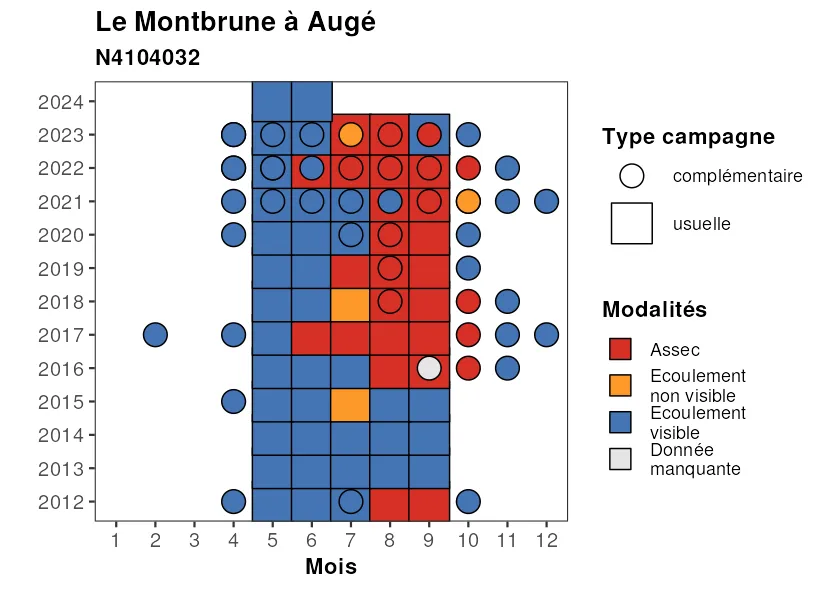 Le Montbrune à Augé
N4104032
2024
2023
2022
2021
2020
2019
2018
2017
2016
2015
2014
2013
2012
1 2 3 4 5 6 7 8 9 10 11 12
Mois
Type campagne
complémentaire
usuelle
Modalités
Assec
Ecoulement
non visible
Ecoulement
visible
Donnée
manquante